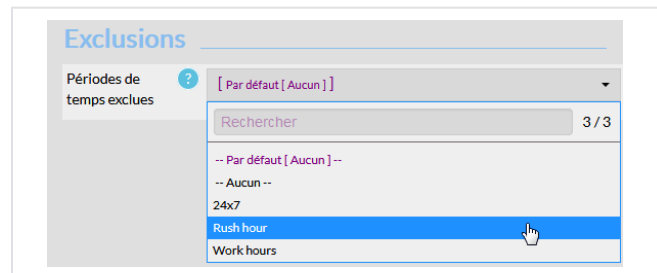 Exclusions
Périodes de
temps exclues
?
[ Par défaut [ Aucun ] ]
Rechercher
3 / 3
-- Par défaut [ Aucun ] --
-- Aucun --
24x7
Rush hour
Work hours